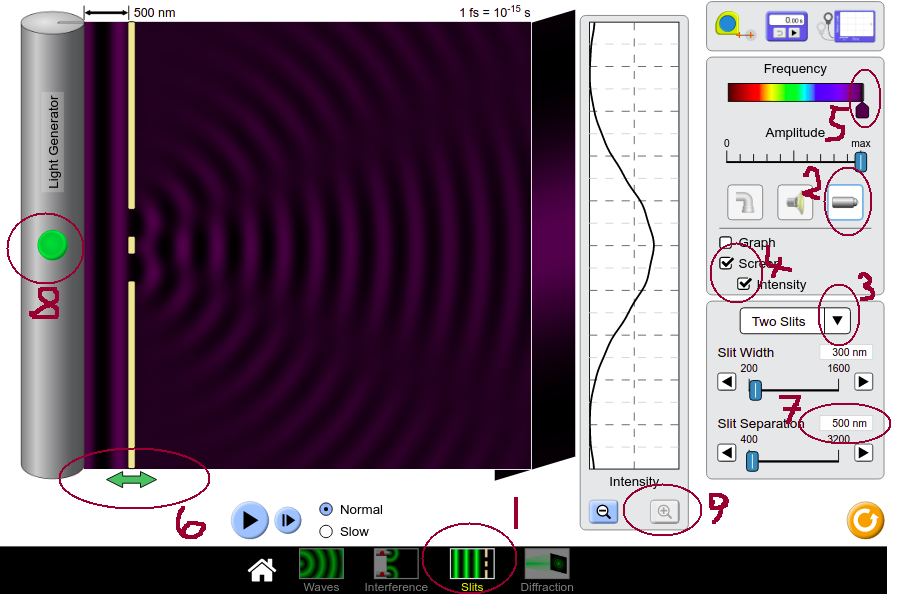 500 nm
1 fs = 10-15 s
0.00 s
5
Frequency
Light Generator
Amplitude
0
max
2
Graph
Screen
4
Intensity
3
8
Two Slits
Slit Width
300 nm
200
1600
7
Slit Separation
500 nm
400
3200
6
Normal
Slow
1
Intensity
9
Waves
Interference
Slits
Diffraction